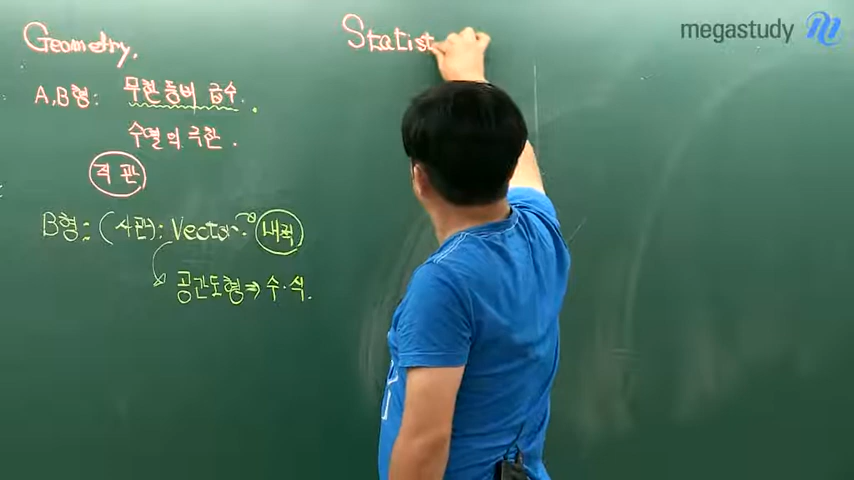 Geometry.
A,B형: 무한등비 급수.
수열의 극한.
직관
B형: (사관): Vector. 내적
공간도형 ⇒ 수·식.
Statist
megastudy